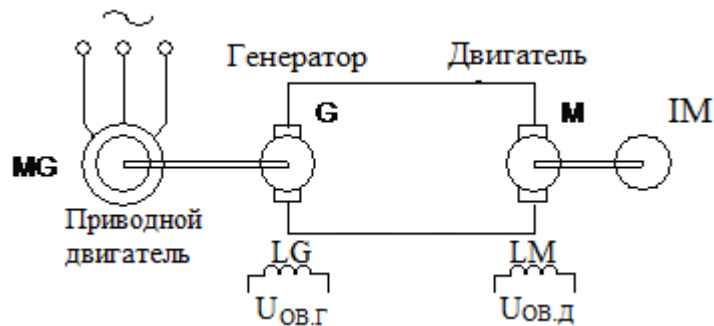 Генератор
Двигатель
G
M
IM
MG
Приводной
двигатель
LG
LM
UОВ.Г
UОВ.Д